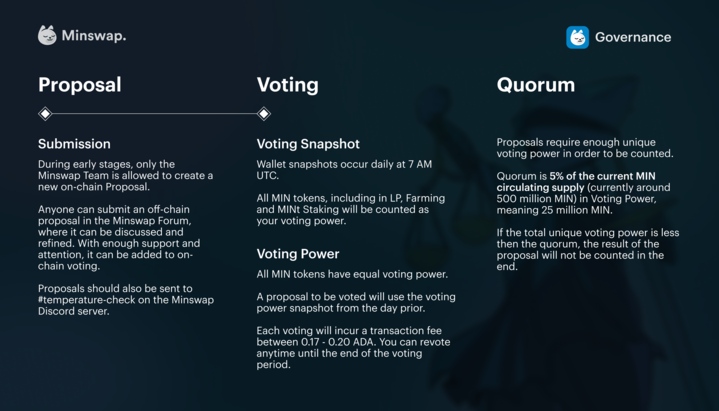 Minswap.
Governance
Proposal
Voting
Quorum
Submission
During early stages, only the
Minswap Team is allowed to create a
new on-chain Proposal.
Anyone can submit an off-chain
proposal in the Minswap Forum,
where it can be discussed and
refined. With enough support and
attention, it can be added to on-
chain voting.
Proposals should also be sent to
#temperature-check on the Minswap
Discord server.
Voting Snapshot
Wallet snapshots occur daily at 7 AM
UTC.
All MIN tokens, including in LP, Farming
and MINt Staking will be counted as
your voting power.
Voting Power
All MIN tokens have equal voting power.
A proposal to be voted will use the voting
power snapshot from the day prior.
Each voting will incur a transaction fee
between 0.17 - 0.20 ADA. You can revote
anytime until the end of the voting
period.
Proposals require enough unique
voting power in order to be counted.
Quorum is 5% of the current MIN
circulating supply (currently around
500 million MIN) in Voting Power,
meaning 25 million MIN.
If the total unique voting power is less
then the quorum, the result of the
proposal will not be counted in the
end.